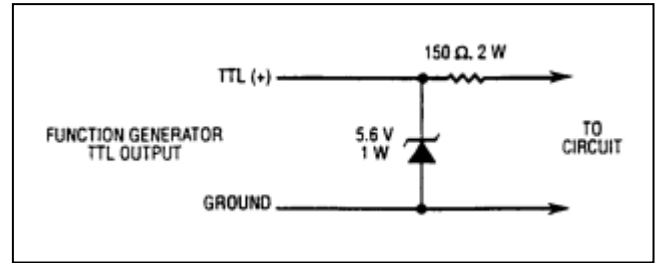 150 Ω. 2 W
TTL (+)
FUNCTION GENERATOR
TTL OUTPUT
5.6 V
1 W
TO
CIRCUIT
GROUND